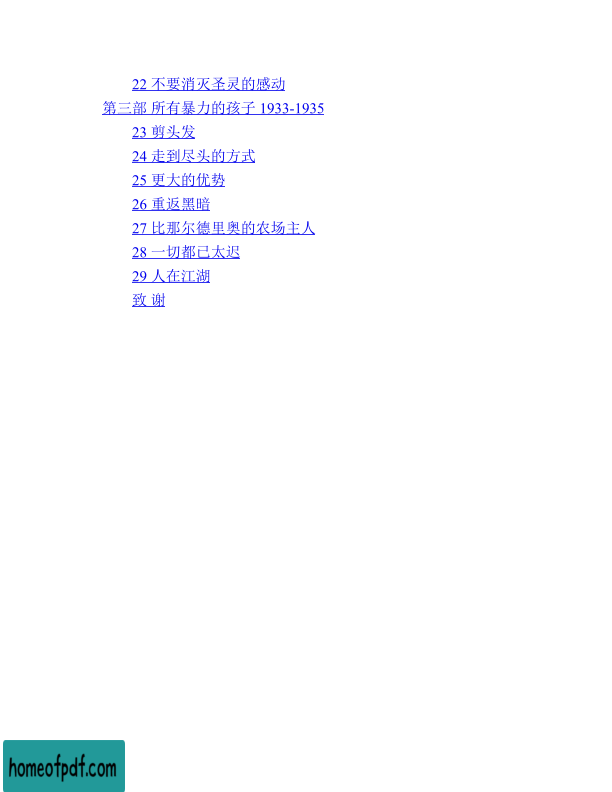 22 不要消灭圣灵的感动
第三部 所有暴力的孩子 1933-1935
23 剪头发
24 走到尽头的方式
25 更大的优势
26 重返黑暗
27 比那尔德里奥的农场主人
28 一切都已太迟
29 人在江湖
致 谢
homeofpdf.com